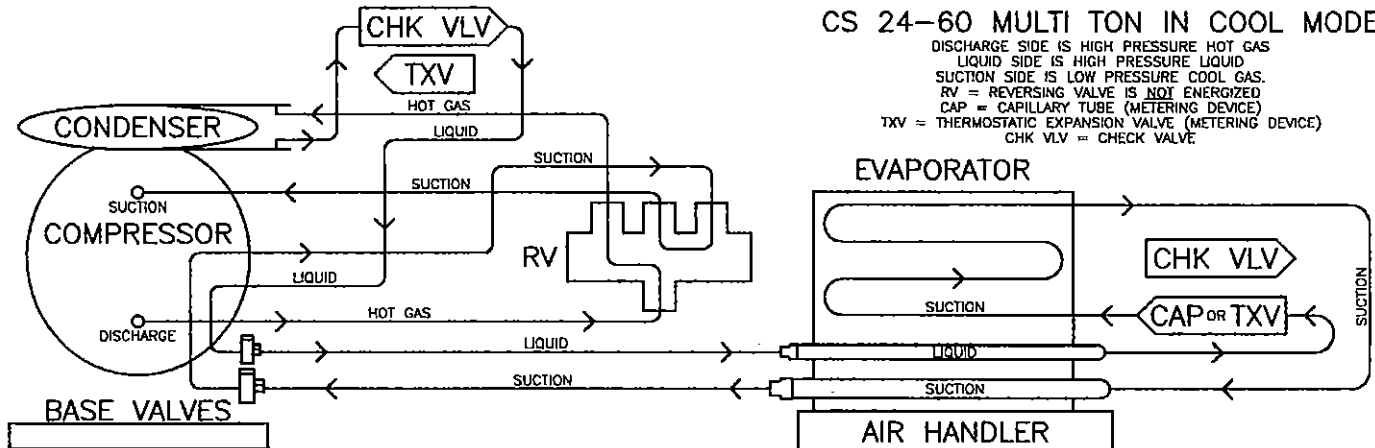 CS 24-60 MULTI TON IN COOL MODE
DISCHARGE SIDE IS HIGH PRESSURE HOT GAS
LIQUID SIDE IS HIGH PRESSURE LIQUID
SUCTION SIDE IS LOW PRESSURE COOL GAS.
RV = REVERSING VALVE IS NOT ENERGIZED
CAP = CAPILLARY TUBE (METERING DEVICE)
TXV = THERMOSTATIC EXPANSION VALVE (METERING DEVICE)
CHK VLV = CHECK VALVE
CHK VLV
TXV
HOT GAS
CONDENSER
LIQUID
SUCTION
SUCTION
SUCTION
COMPRESSOR
RV
LIQUID
HOT GAS
DISCHARGE
LIQUID
SUCTION
BASE VALVES
EVAPORATOR
CHK VLV
SUCTION
SUCTION
CAP OR TXV
LIQUID
SUCTION
AIR HANDLER